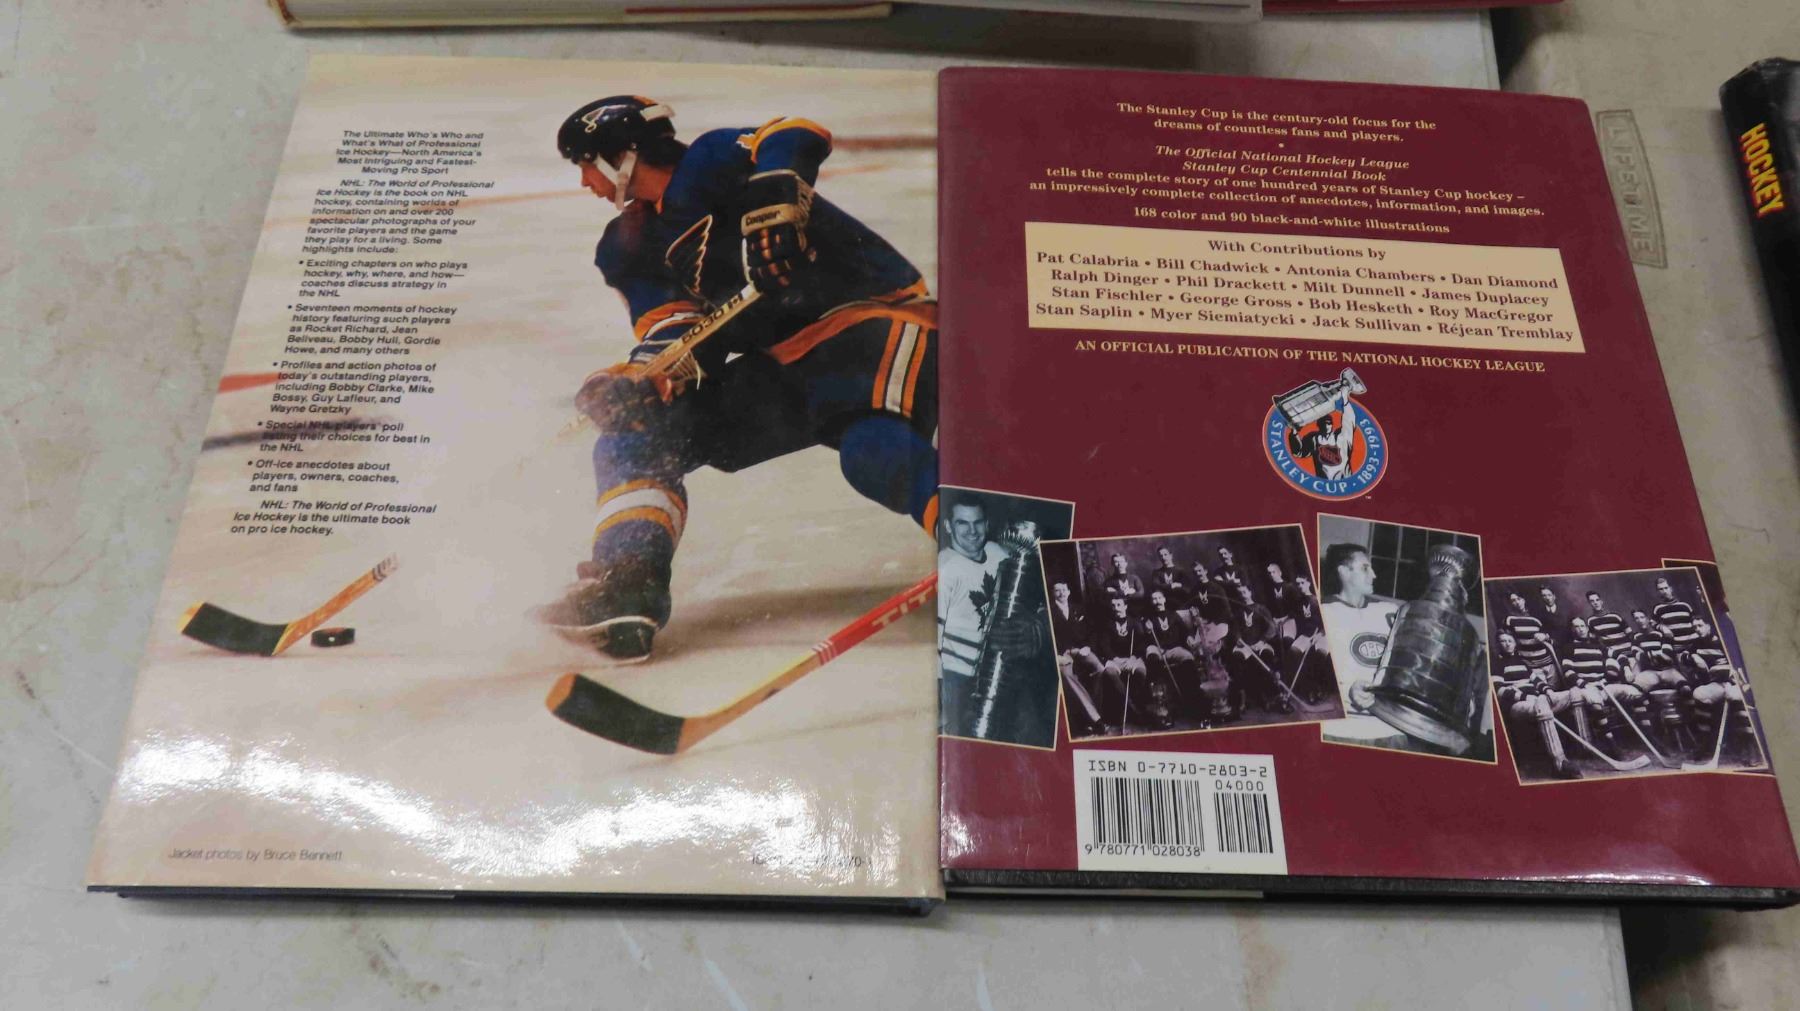 The Ultimate Who's Who and
What's What of Professional
Ice Hockey—North America's
Most Intriguing and Fastest-
Moving Pro Sport
NHL: The World of Professional
Ice Hockey is the book on NHL
hockey, containing worlds of
information on and over 200
spectacular photographs of your
favorite players and the game
they play for a living. Some
highlights include:
• Exciting chapters on who plays
hockey, why, where, and how—
coaches discuss strategy in
the NHL
• Seventeen moments of hockey
history featuring such players
as Rocket Richard, Jean
Beliveau, Bobby Hull, Gordie
Howe, and many others
• Profiles and action photos of
today's outstanding players,
including Bobby Clarke, Mike
Bossy, Guy Lafleur, and
Wayne Gretzky
• Special NHL players' poll
listing their choices for best in
the NHL
• Off-ice anecdotes about
players, owners, coaches,
and fans
NHL: The World of Professional
Ice Hockey is the ultimate book
on pro ice hockey.
Cooper
TIT
Jacket photos by Bruce Bennett
The Stanley Cup is the century-old focus for the
dreams of countless fans and players.
•
The Official National Hockey League
Stanley Cup Centennial Book
tells the complete story of one hundred years of Stanley Cup hockey –
an impressively complete collection of anecdotes, information, and images.
168 color and 90 black-and-white illustrations
With Contributions by
Pat Calabria • Bill Chadwick • Antonia Chambers • Dan Diamond
Ralph Dinger • Phil Drackett • Milt Dunnell • James Duplacey
Stan Fischler • George Gross • Bob Hesketh • Roy MacGregor
Stan Saplin • Myer Siemiatycki • Jack Sullivan • Réjean Tremblay
AN OFFICIAL PUBLICATION OF THE NATIONAL HOCKEY LEAGUE
STANLEY CUP · 1893-1993
ISBN 0-7710-2803-2
04000
9 780771 028038
LIFETIME
HOCKEY